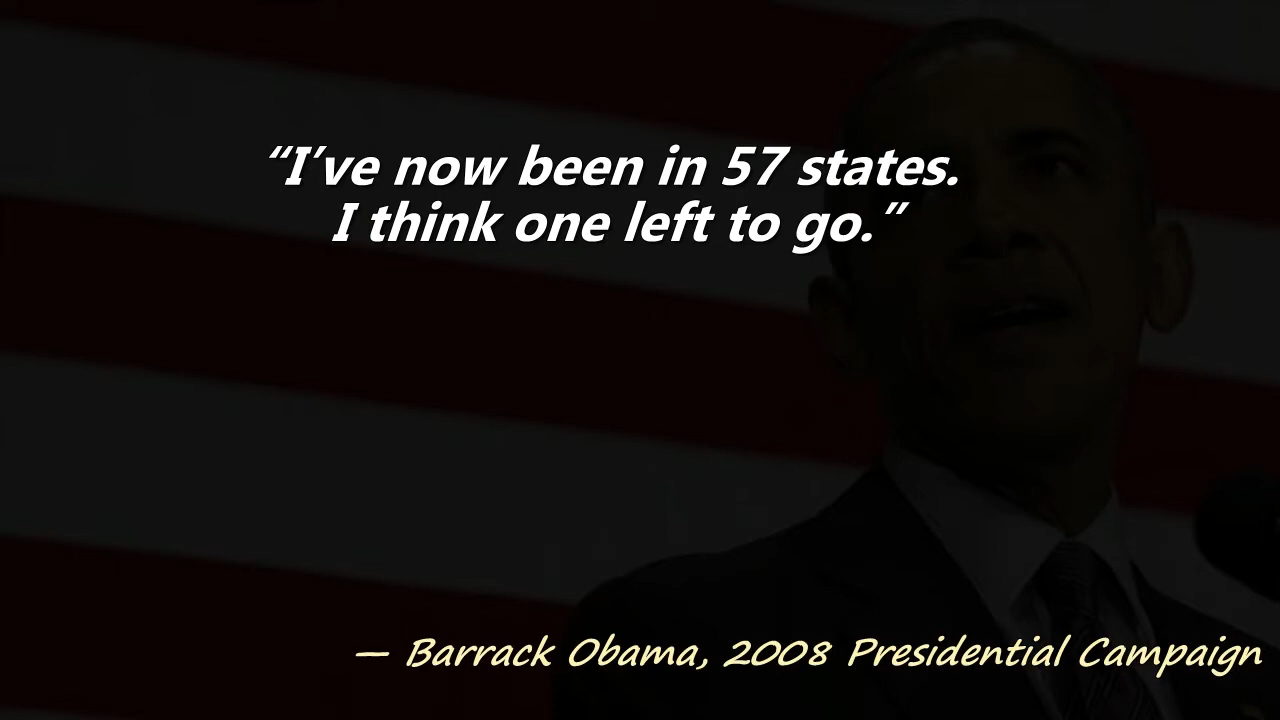 “I’ve now been in 57 states.
I think one left to go.”
— Barrack Obama, 2008 Presidential Campaign